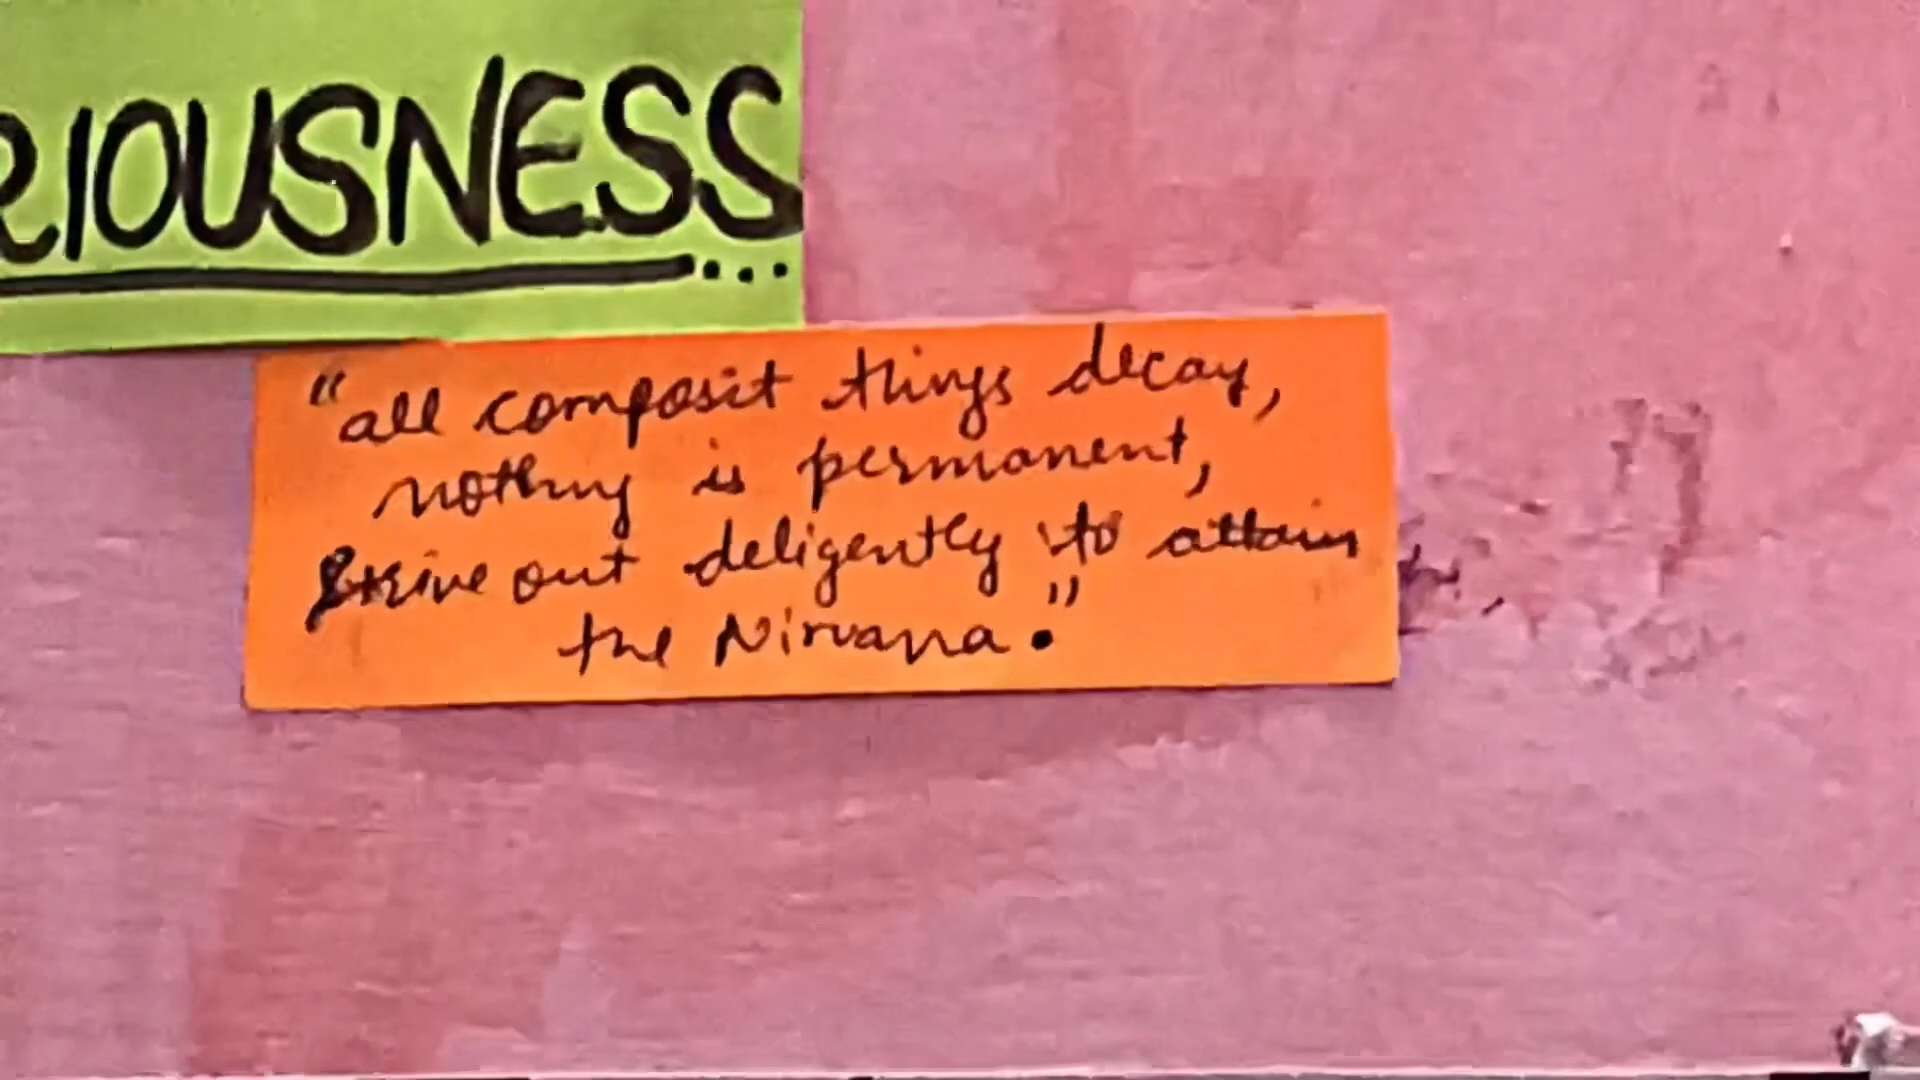 RIOUSNESS...
"all composit things decay,
nothing is permanent,
Strive out deligently to attain
the Nirvana."